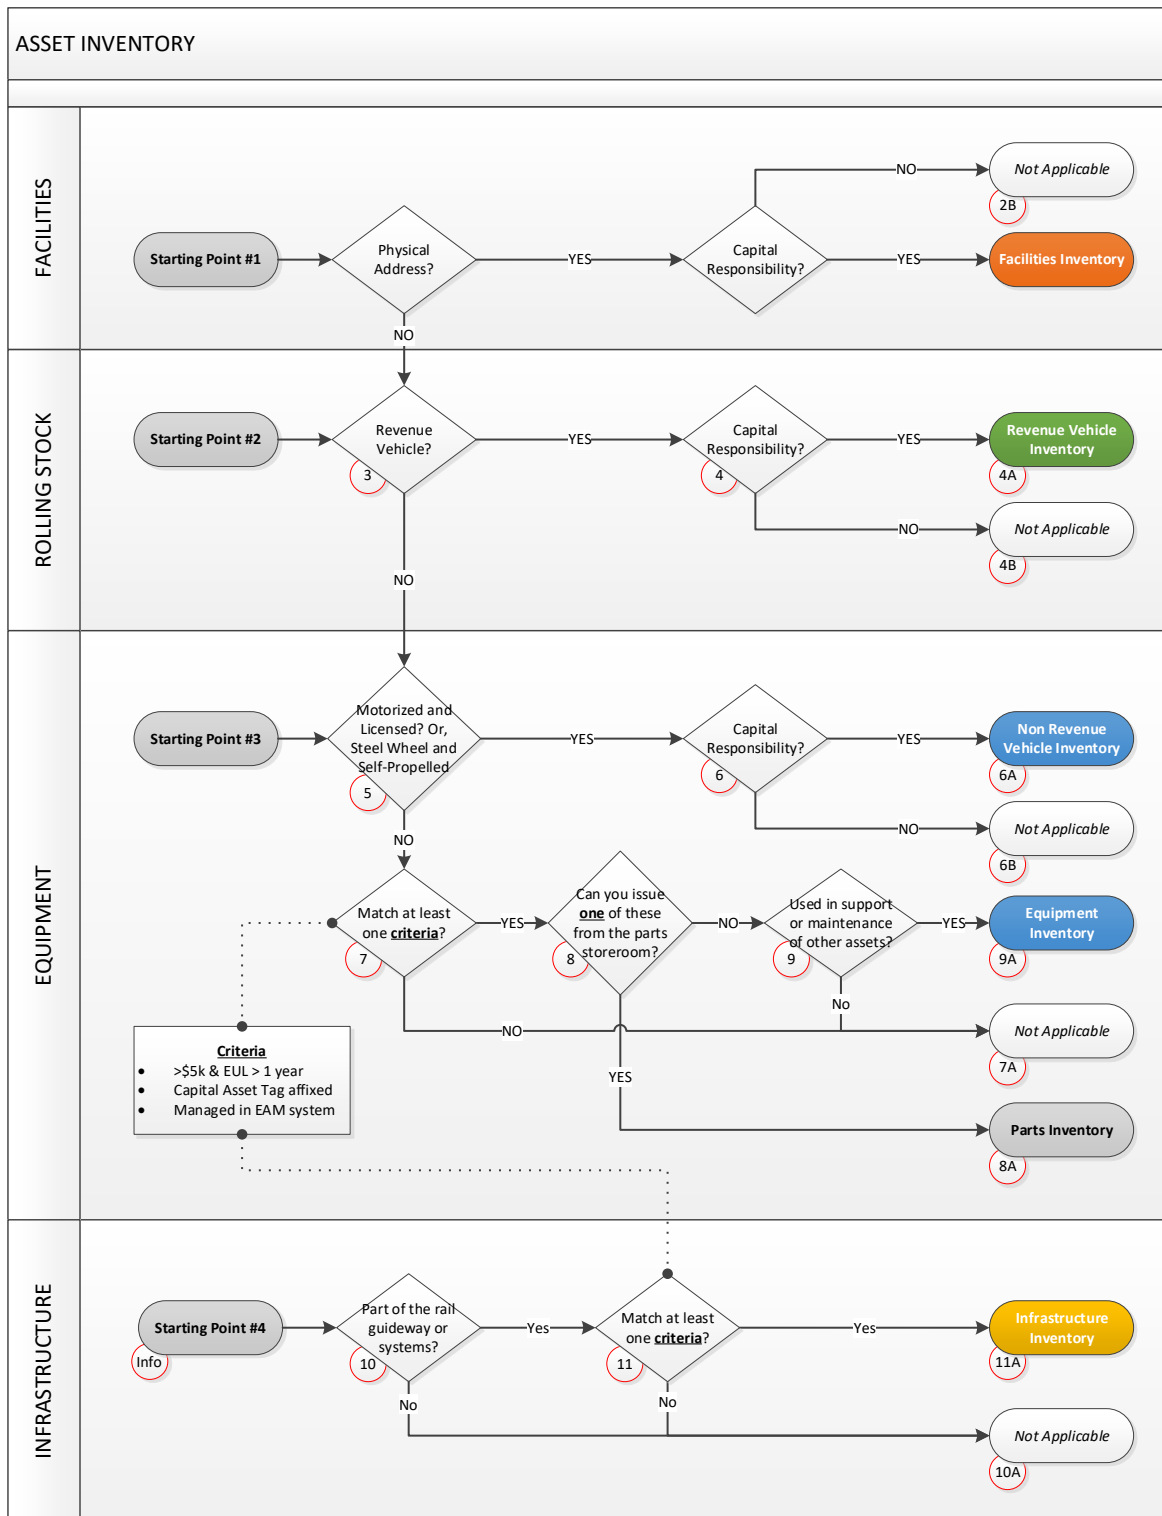 ASSET INVENTORY
FACILITIES
NO
Not Applicable
2B
Starting Point #1
Physical
Address?
YES
Capital
Responsibility?
YES
Facilities Inventory
NO
ROLLING STOCK
Starting Point #2
Revenue
Vehicle?
3
YES
Capital
Responsibility?
4
YES
Revenue Vehicle
Inventory
4A
NO
Not Applicable
4B
NO
EQUIPMENT
Starting Point #3
Motorized and
Licensed? Or,
Steel Wheel and
Self-Propelled
5
YES
Capital
Responsibility?
6
YES
Non Revenue
Vehicle Inventory
6A
NO
Not Applicable
6B
NO
Match at least
one criteria?
7
YES
Can you issue
one of these
from the parts
storeroom?
8
NO
Used in support
or maintenance
of other assets?
9
YES
Equipment
Inventory
9A
No
NO
Not Applicable
7A
YES
Parts Inventory
8A
Criteria
• >$5k & EUL > 1 year
• Capital Asset Tag affixed
• Managed in EAM system
INFRASTRUCTURE
Starting Point #4
Info
Part of the rail
guideway or
systems?
10
Yes
Match at least
one criteria?
11
Yes
Infrastructure
Inventory
11A
No
No
Not Applicable
10A